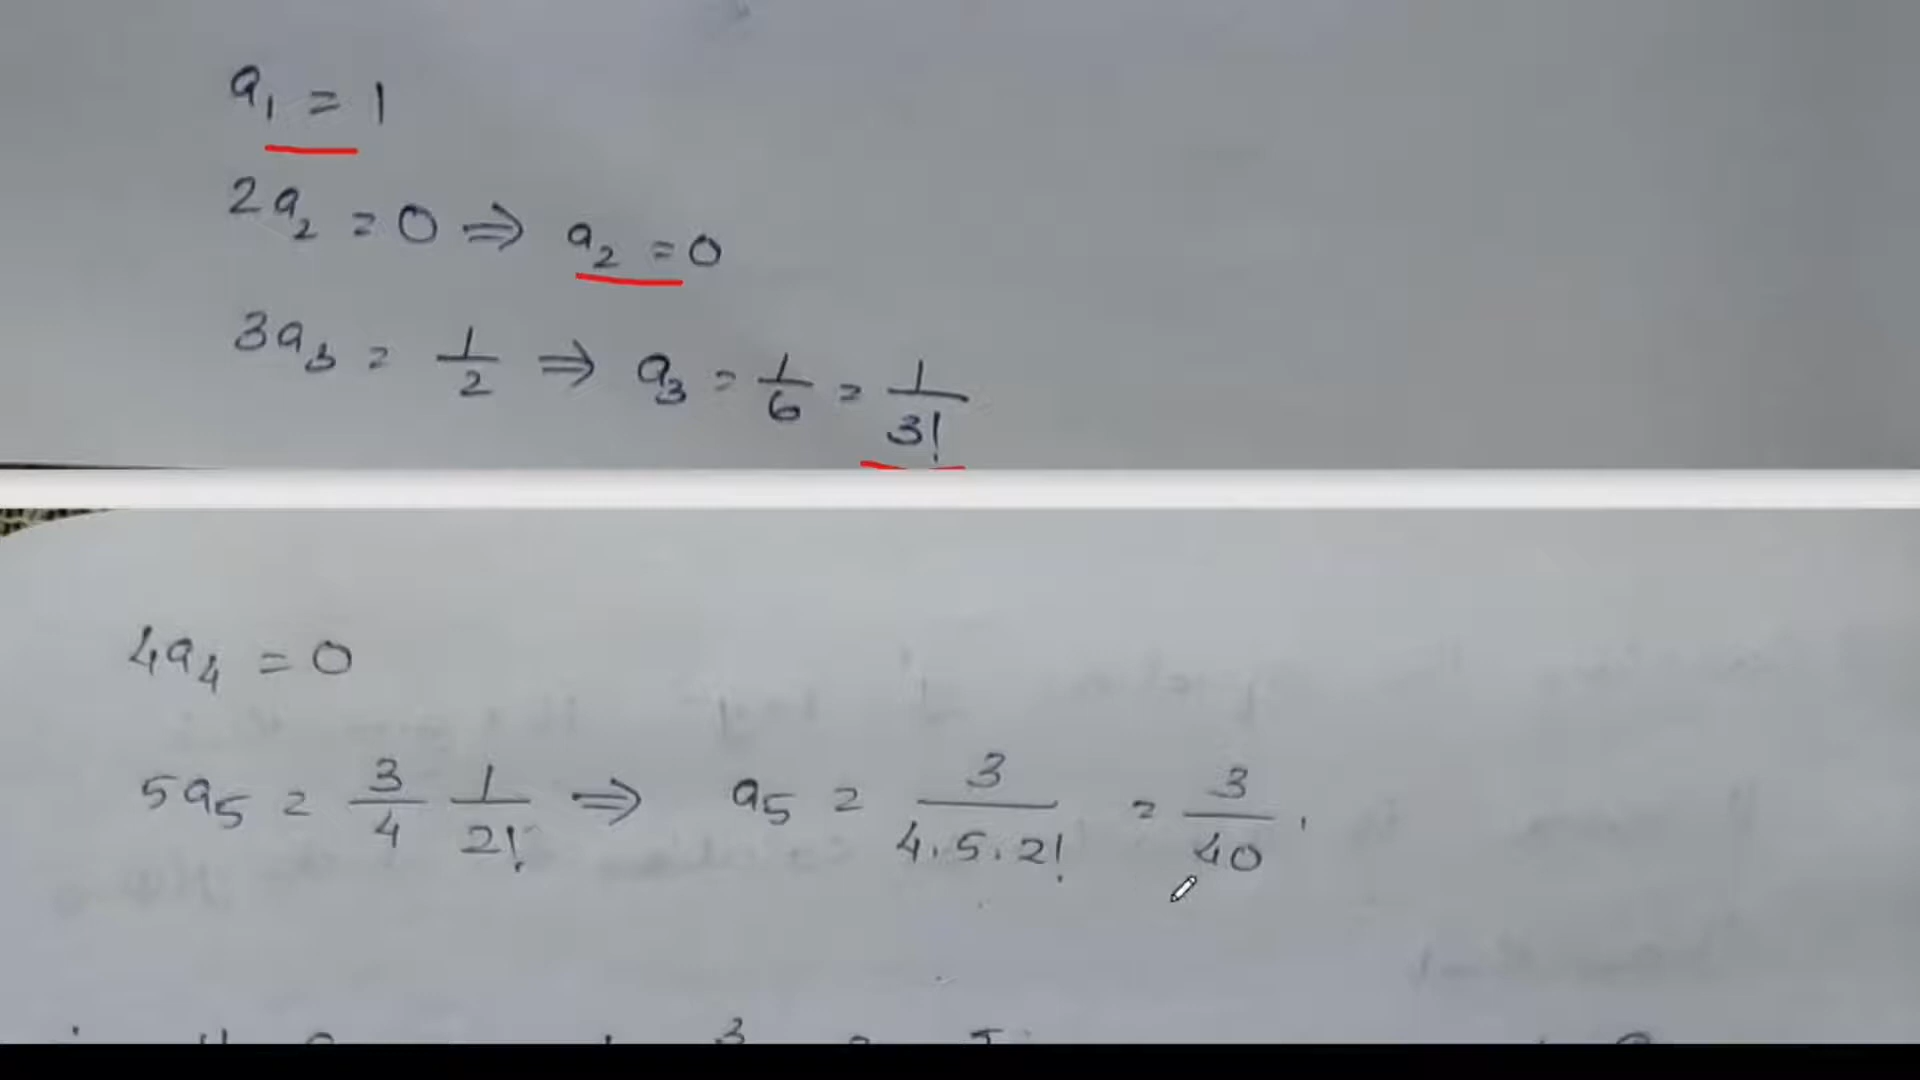 a₁ = 1
2a₂ = 0 ⇒ a₂ = 0
3a₃ = 1/2 ⇒ a₃ = 1/6 = 1/3!
4a₄ = 0
5a₅ = 3/4 1/2! ⇒ a₅ = 3/4.5.2! = 3/40.